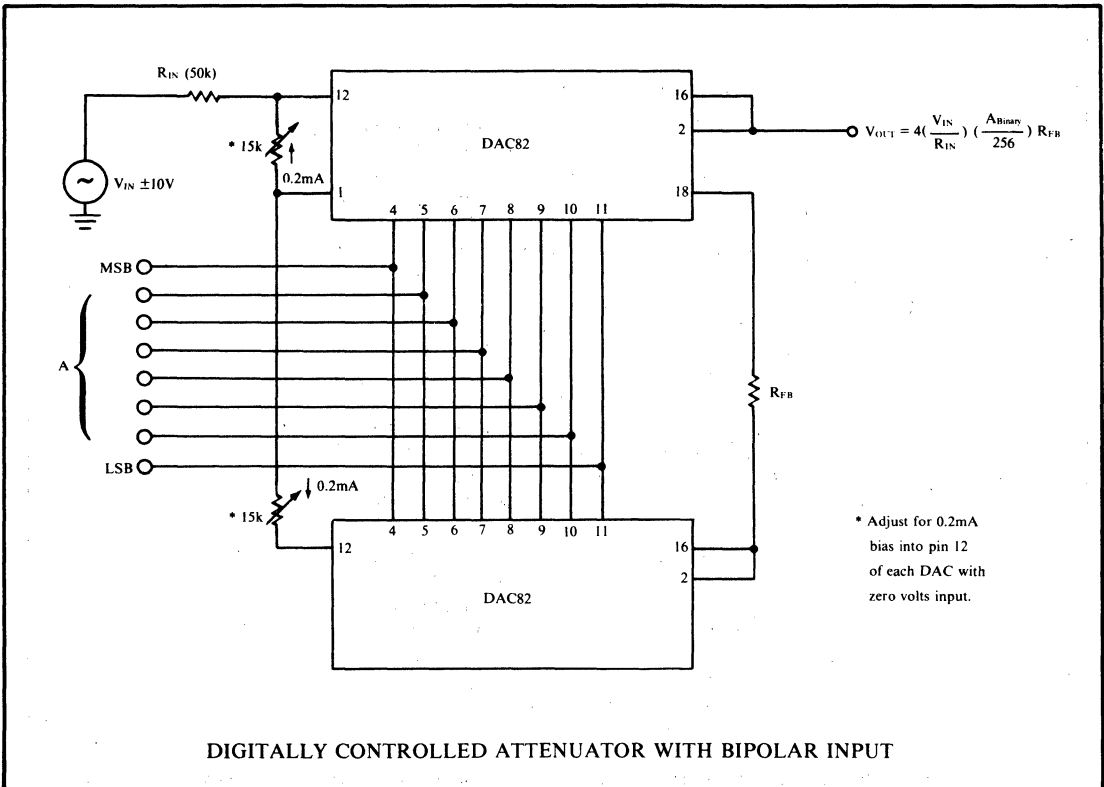 R_IN (50k)
12
16
* 15k
DAC82
2
V_OUT = 4(V_IN/R_IN) (A_Binary/256) R_FB
0.2mA
V_IN ±10V
1
18
4 5 6 7 8 9 10 11
MSB
A
R_FB
LSB
0.2mA
* 15k
4 5 6 7 8 9 10 11
12
16
2
DAC82
* Adjust for 0.2mA
bias into pin 12
of each DAC with
zero volts input.
DIGITALLY CONTROLLED ATTENUATOR WITH BIPOLAR INPUT